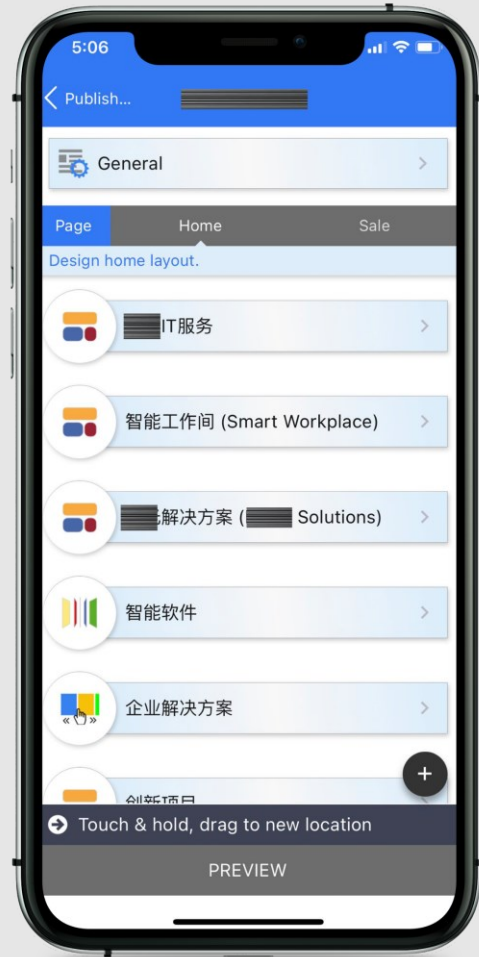 5:06
Publish...
General
Page Home Sale
Design home layout.
IT服务
智能工作间 (Smart Workplace)
解决方案 ( Solutions)
智能软件
企业解决方案
创新项目
Touch & hold, drag to new location
PREVIEW